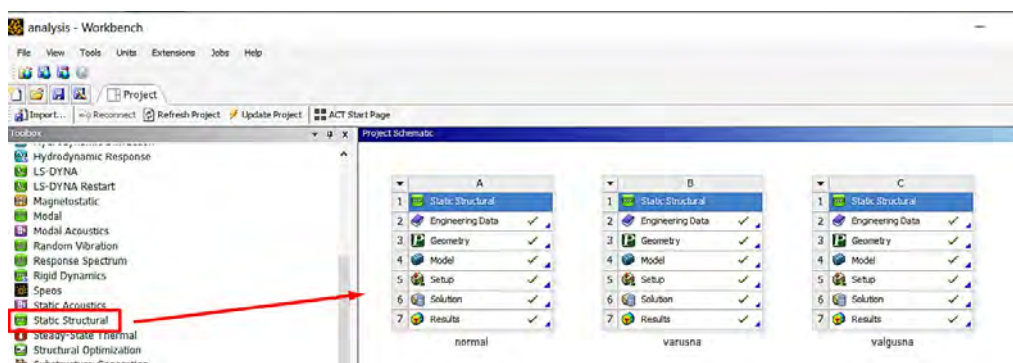 analysis - Workbench
File View Tools Units Extensions Jobs Help
Project
Import... Reconnect Refresh Project Update Project ACT Start Page
Toolbox
Project Schematic
Hydrodynamic Response
LS-DYNA
LS-DYNA Restart
Magnetostatic
Modal
Modal Acoustics
Random Vibration
Response Spectrum
Rigid Dynamics
Speos
Static Acoustics
Static Structural
Steady-State Thermal
Structural Optimization
A
1 Static Structural
2 Engineering Data
3 Geometry
4 Model
5 Setup
6 Solution
7 Results
normal
B
1 Static Structural
2 Engineering Data
3 Geometry
4 Model
5 Setup
6 Solution
7 Results
varusna
C
1 Static Structural
2 Engineering Data
3 Geometry
4 Model
5 Setup
6 Solution
7 Results
valgusna